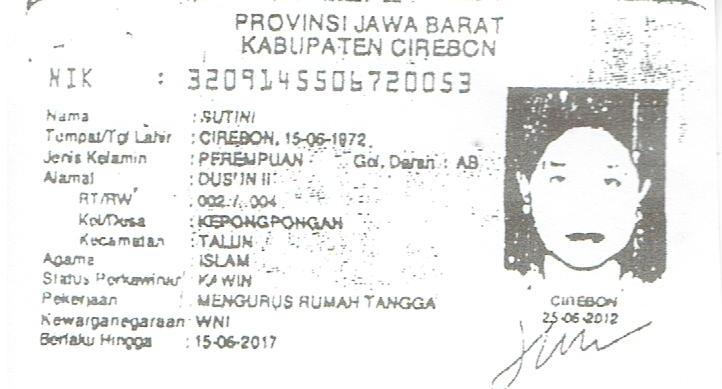 PROVINSI JAWA BARAT
KABUPATEN CIREBON
NIK : 3209145506720053
Nama : SUTINI
Tempat/Tgl Lahir : CIREBON, 15-06-1972
Jenis Kelamin : PEREMPUAN Gol. Darah : AB
Alamat : DUSUN II
RT/RW : 002 / 004
Kel/Desa : KEPONGPONGAN
Kecamatan : TALUN
Agama : ISLAM
Status Perkawinan : KAWIN
Pekerjaan : MENGURUS RUMAH TANGGA
Kewarganegaraan : WNI
Berlaku Hingga : 15-06-2017
CIREBON
25-06-2012